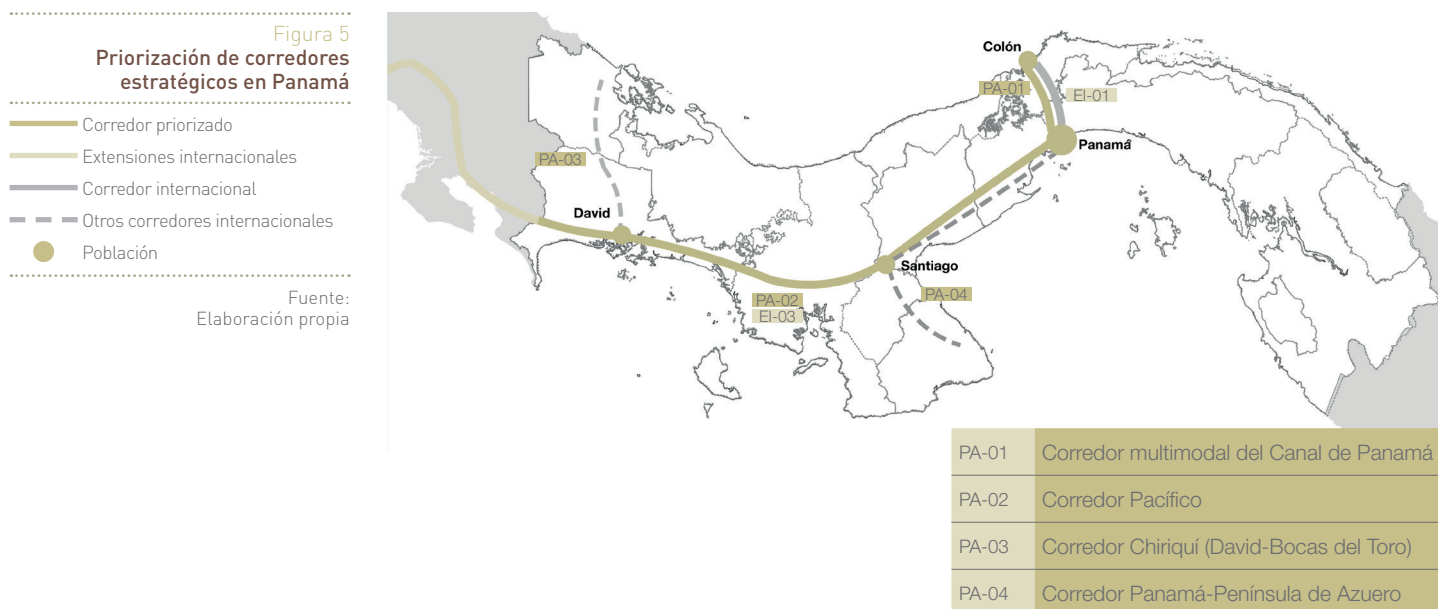 Figura 5
Priorización de corredores
estratégicos en Panamá
Corredor priorizado
Extensiones internacionales
Corredor internacional
Otros corredores internacionales
Población
Fuente:
Elaboración propia
Colón
PA-01
EI-01
Panamá
PA-03
David
Santiago
PA-02
EI-03
PA-04
PA-01 Corredor multimodal del Canal de Panamá
PA-02 Corredor Pacífico
PA-03 Corredor Chiriquí (David-Bocas del Toro)
PA-04 Corredor Panamá-Península de Azuero